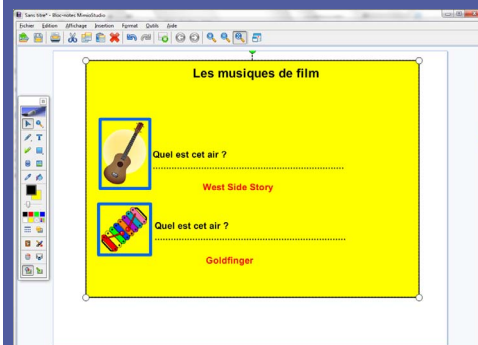 Sans titre* - Bloc-notes MimioStudio
Fichier Edition Affichage Insertion Format Outils Aide
Les musiques de film
Quel est cet air ?
West Side Story
Quel est cet air ?
Goldfinger